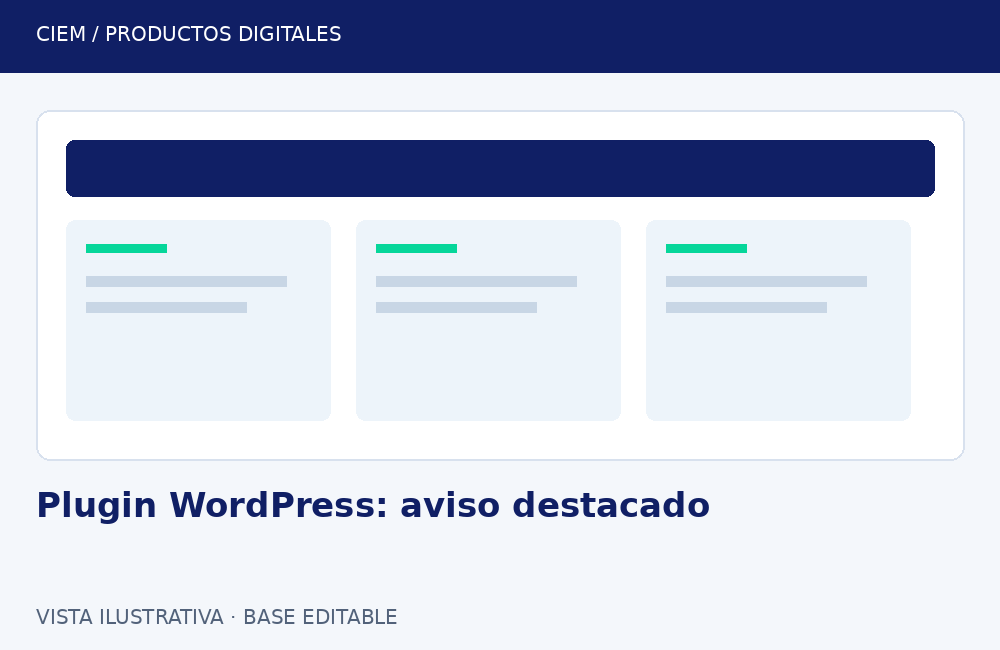 CIEM / PRODUCTOS DIGITALES
Plugin WordPress: aviso destacado
VISTA ILUSTRATIVA · BASE EDITABLE